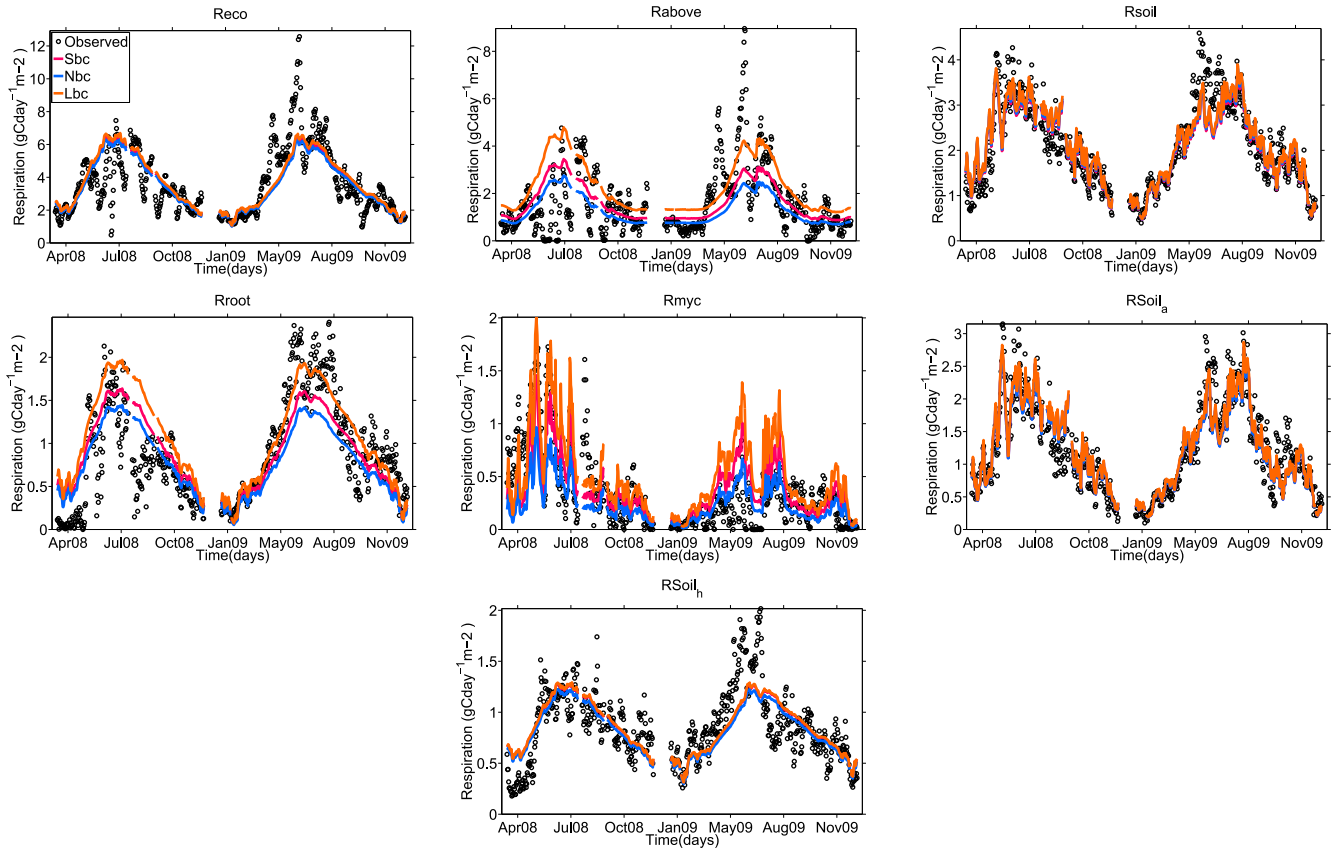 Reco
Respiration (gCday−1m−2 )
12
10
8
6
4
2
0
Observed
Sbc
Nbc
Lbc
Apr08 Jul08 Oct08 Jan09 May09 Aug09 Nov09
Time(days)
Rabove
Respiration (gCday−1m−2 )
8
6
4
2
0
Apr08 Jul08 Oct08 Jan09 May09 Aug09 Nov09
Time(days)
Rsoil
Respiration (gCday−1m−2 )
4
3
2
1
0
Apr08 Jul08 Oct08 Jan09 May09 Aug09 Nov09
Time(days)
Rroot
Respiration (gCday−1m−2 )
2
1.5
1
0.5
0
Apr08 Jul08 Oct08 Jan09 May09 Aug09 Nov09
Time(days)
Rmyc
Respiration (gCday−1m−2 )
2
1.5
1
0.5
0
Apr08 Jul08 Oct08 Jan09 May09 Aug09 Nov09
Time(days)
RSoila
Respiration (gCday−1m−2 )
3
2.5
2
1.5
1
0.5
0
Apr08 Jul08 Oct08 Jan09 May09 Aug09 Nov09
Time(days)
RSoilh
Respiration (gCday−1m−2 )
2
1.5
1
0.5
0
Apr08 Jul08 Oct08 Jan09 May09 Aug09 Nov09
Time(days)